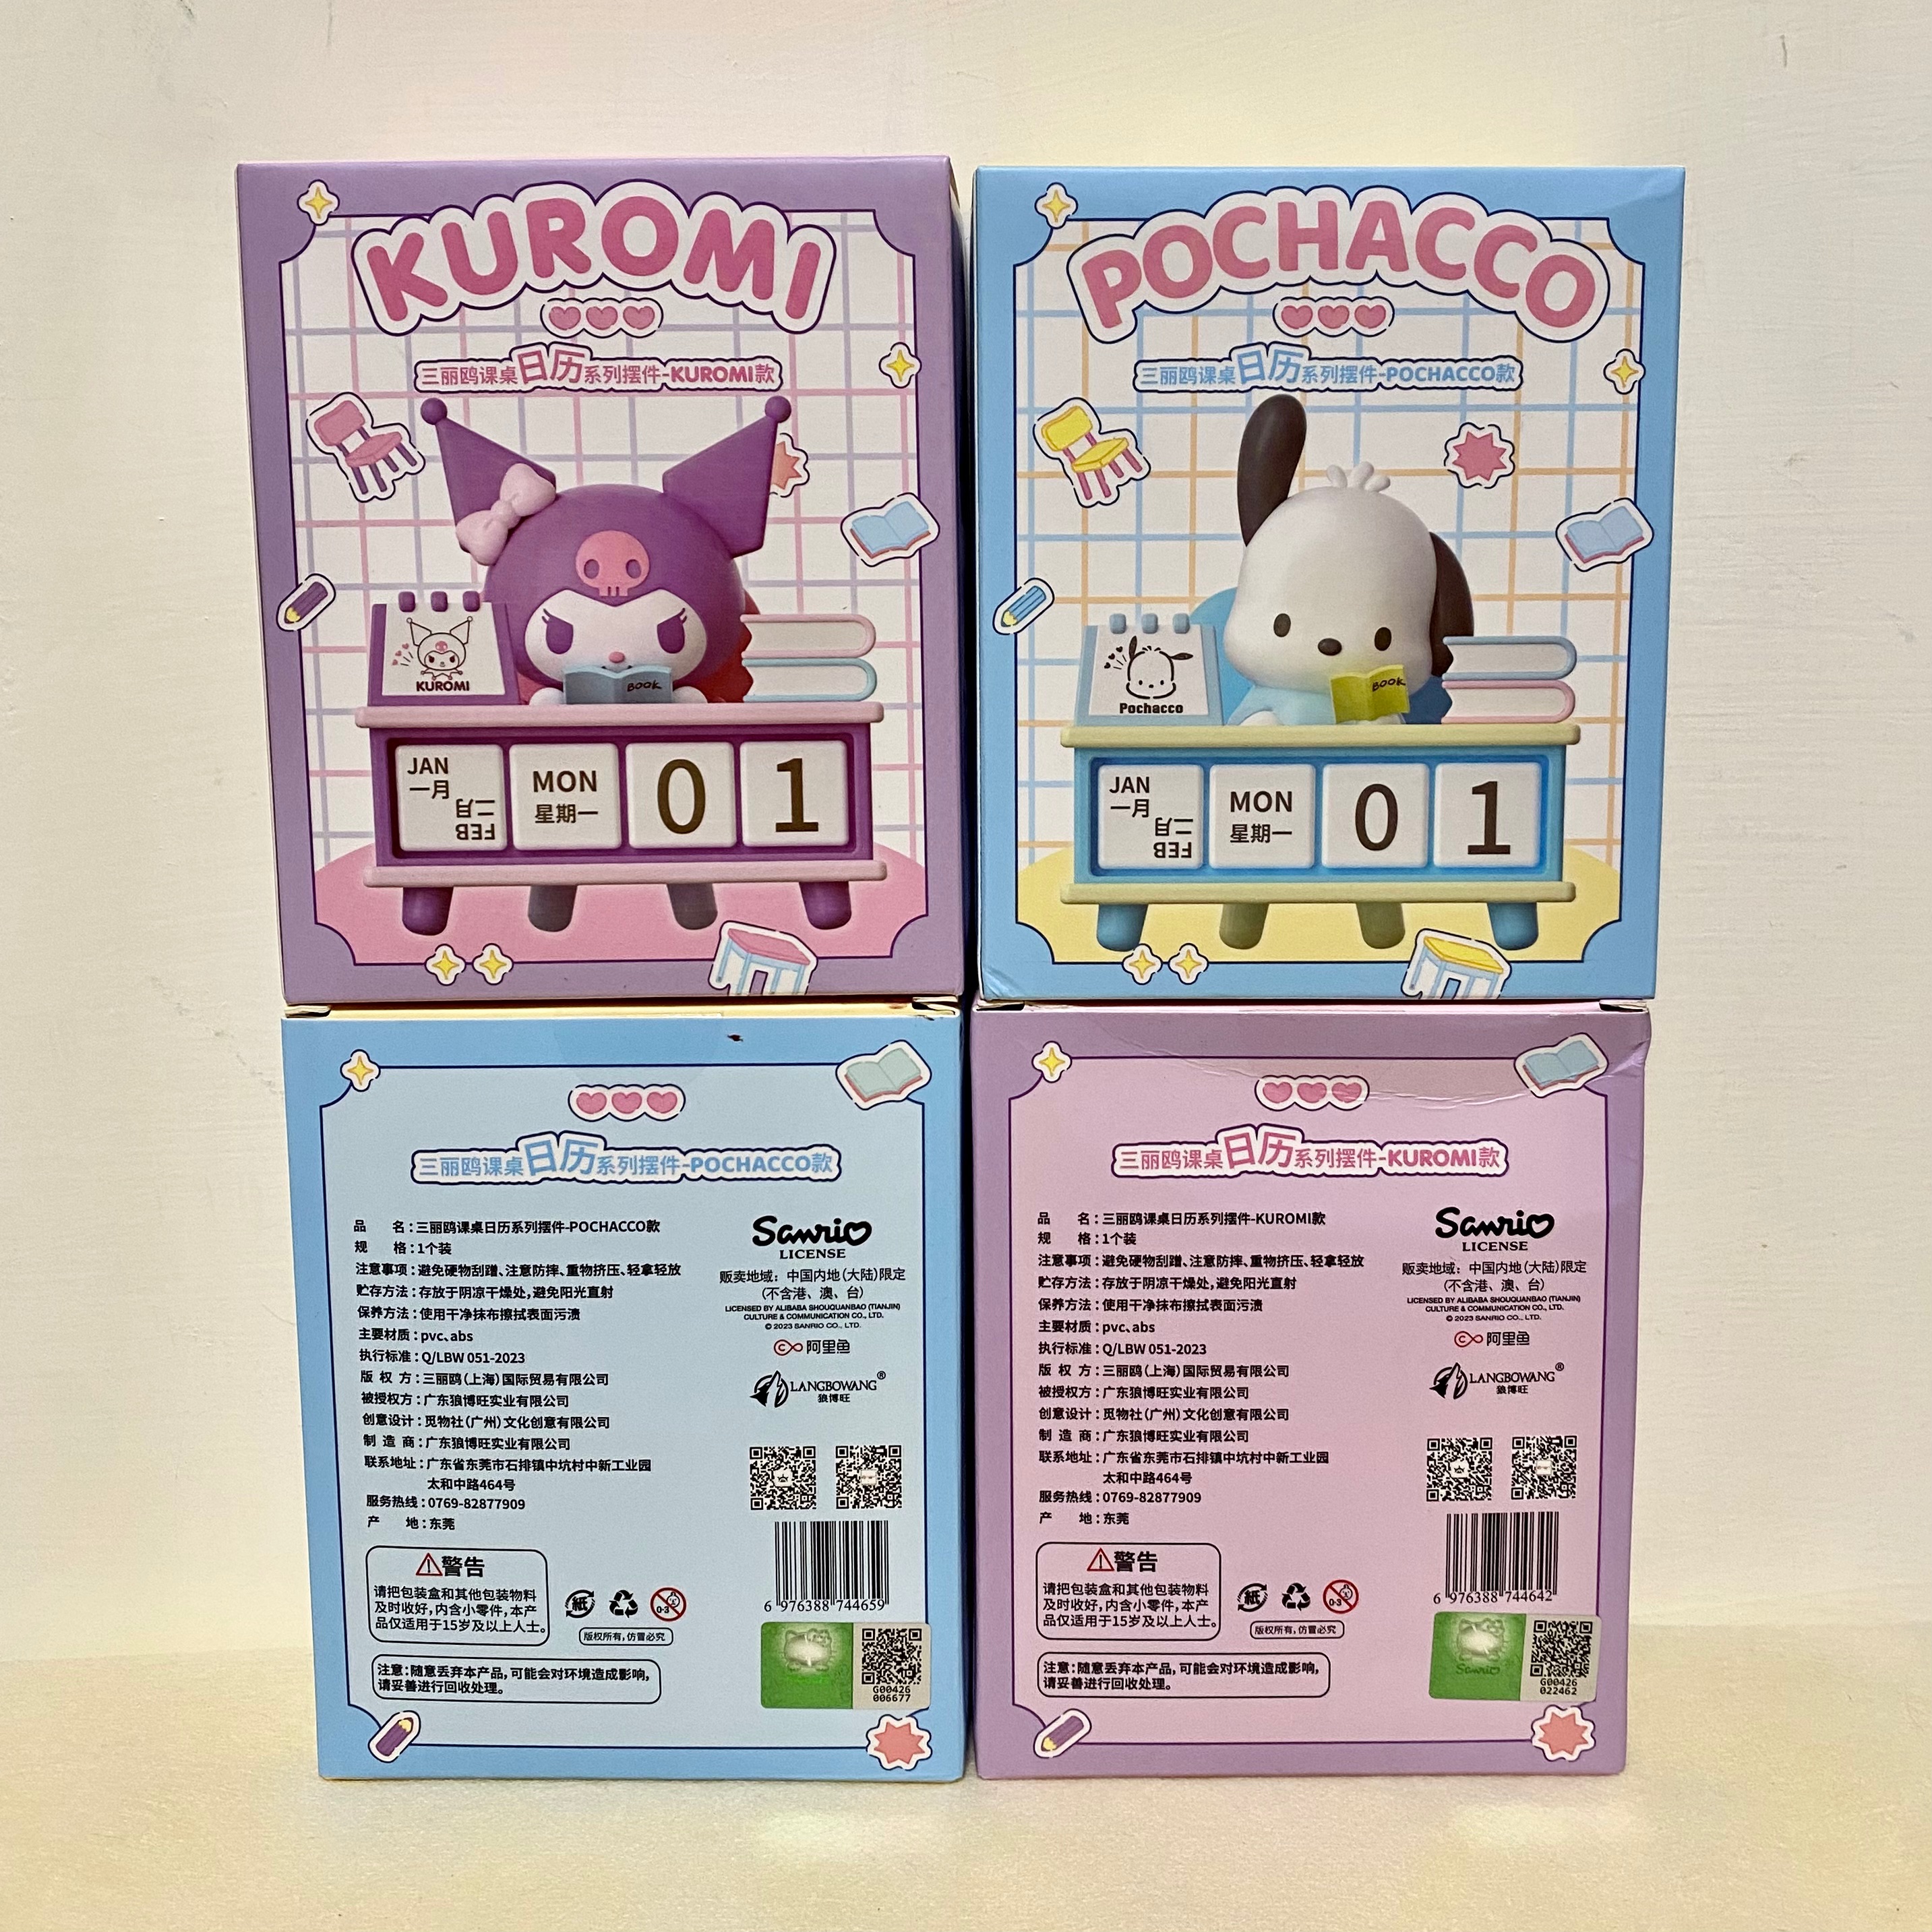 KUROMI
三丽鸥课桌日历系列摆件-KUROMI款
KUROMI
BOOK
JAN
一月
二月
FEB
MON
星期一
0
1
POCHACCO
三丽鸥课桌日历系列摆件-POCHACCO款
Pochacco
BOOK
JAN
一月
二月
FEB
MON
星期一
0
1
三丽鸥课桌日历系列摆件-POCHACCO款
品 名:三丽鸥课桌日历系列摆件-POCHACCO款
规 格:1个装
注意事项:避免硬物刮蹭、注意防摔、重物挤压、轻拿轻放
贮存方法:存放于阴凉干燥处,避免阳光直射
保养方法:使用干净抹布擦拭表面污渍
主要材质:pvc、abs
执行标准:Q/LBW 051-2023
版 权 方:三丽鸥(上海)国际贸易有限公司
被授权方:广东狼博旺实业有限公司
创意设计:觅物社(广州)文化创意有限公司
制 造 商:广东狼博旺实业有限公司
联系地址:广东省东莞市石排镇中坑村中新工业园
太和中路464号
服务热线:0769-82877909
产 地:东莞
警告
请把包装盒和其他包装物料
及时收好,内含小零件,本产
品仅适用于15岁及以上人士。
注意:随意丢弃本产品,可能会对环境造成影响,
请妥善进行回收处理。
紙
0-3
版权所有,仿冒必究
Sanrio
LICENSE
贩卖地域:中国内地(大陆)限定
(不含港、澳、台)
LICENSED BY ALIBABA SHOUQUANBAO (TIANJIN)
CULTURE & COMMUNICATION CO., LTD.
© 2023 SANRIO CO., LTD.
阿里鱼
LANGBOWANG®
狼博旺
6 976388 744659
G00426
006677
三丽鸥课桌日历系列摆件-KUROMI款
品 名:三丽鸥课桌日历系列摆件-KUROMI款
规 格:1个装
注意事项:避免硬物刮蹭、注意防摔、重物挤压、轻拿轻放
贮存方法:存放于阴凉干燥处,避免阳光直射
保养方法:使用干净抹布擦拭表面污渍
主要材质:pvc、abs
执行标准:Q/LBW 051-2023
版 权 方:三丽鸥(上海)国际贸易有限公司
被授权方:广东狼博旺实业有限公司
创意设计:觅物社(广州)文化创意有限公司
制 造 商:广东狼博旺实业有限公司
联系地址:广东省东莞市石排镇中坑村中新工业园
太和中路464号
服务热线:0769-82877909
产 地:东莞
警告
请把包装盒和其他包装物料
及时收好,内含小零件,本产
品仅适用于15岁及以上人士。
注意:随意丢弃本产品,可能会对环境造成影响,
请妥善进行回收处理。
紙
0-3
版权所有,仿冒必究
Sanrio
LICENSE
贩卖地域:中国内地(大陆)限定
(不含港、澳、台)
LICENSED BY ALIBABA SHOUQUANBAO (TIANJIN)
CULTURE & COMMUNICATION CO., LTD.
© 2023 SANRIO CO., LTD.
阿里鱼
LANGBOWANG®
狼博旺
6 976388 744642
Sanrio
G00426
022462